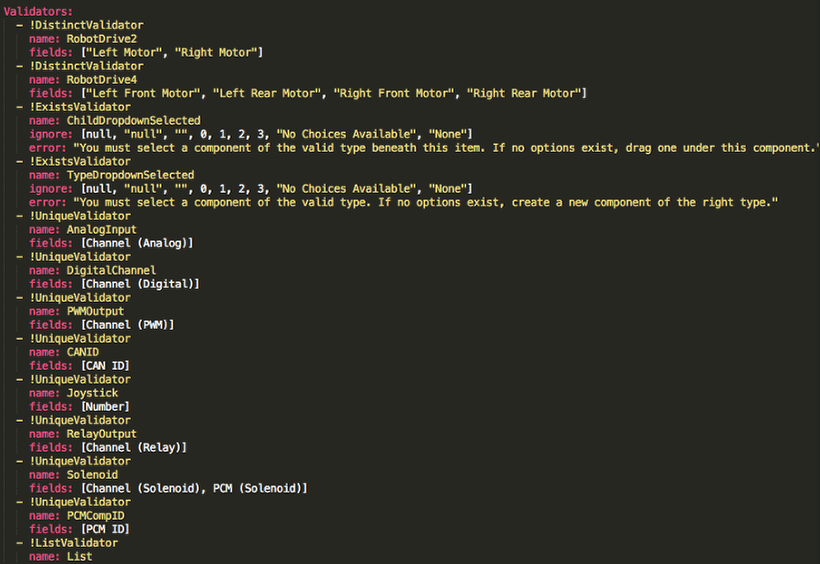 Validators:
- !DistinctValidator
name: RobotDrive2
fields: ["Left Motor", "Right Motor"]
- !DistinctValidator
name: RobotDrive4
fields: ["Left Front Motor", "Left Rear Motor", "Right Front Motor", "Right Rear Motor"]
- !ExistsValidator
name: ChildDropdownSelected
ignore: [null, "null", "", 0, 1, 2, 3, "No Choices Available", "None"]
error: "You must select a component of the valid type beneath this item. If no options exist, drag one under this component."
- !ExistsValidator
name: TypeDropdownSelected
ignore: [null, "null", "", 0, 1, 2, 3, "No Choices Available", "None"]
error: "You must select a component of the valid type. If no options exist, create a new component of the right type."
- !UniqueValidator
name: AnalogInput
fields: [Channel (Analog)]
- !UniqueValidator
name: DigitalChannel
fields: [Channel (Digital)]
- !UniqueValidator
name: PWMOutput
fields: [Channel (PWM)]
- !UniqueValidator
name: CANID
fields: [CAN ID]
- !UniqueValidator
name: Joystick
fields: [Number]
- !UniqueValidator
name: RelayOutput
fields: [Channel (Relay)]
- !UniqueValidator
name: Solenoid
fields: [Channel (Solenoid), PCM (Solenoid)]
- !UniqueValidator
name: PCMCompID
fields: [PCM ID]
- !ListValidator
name: List